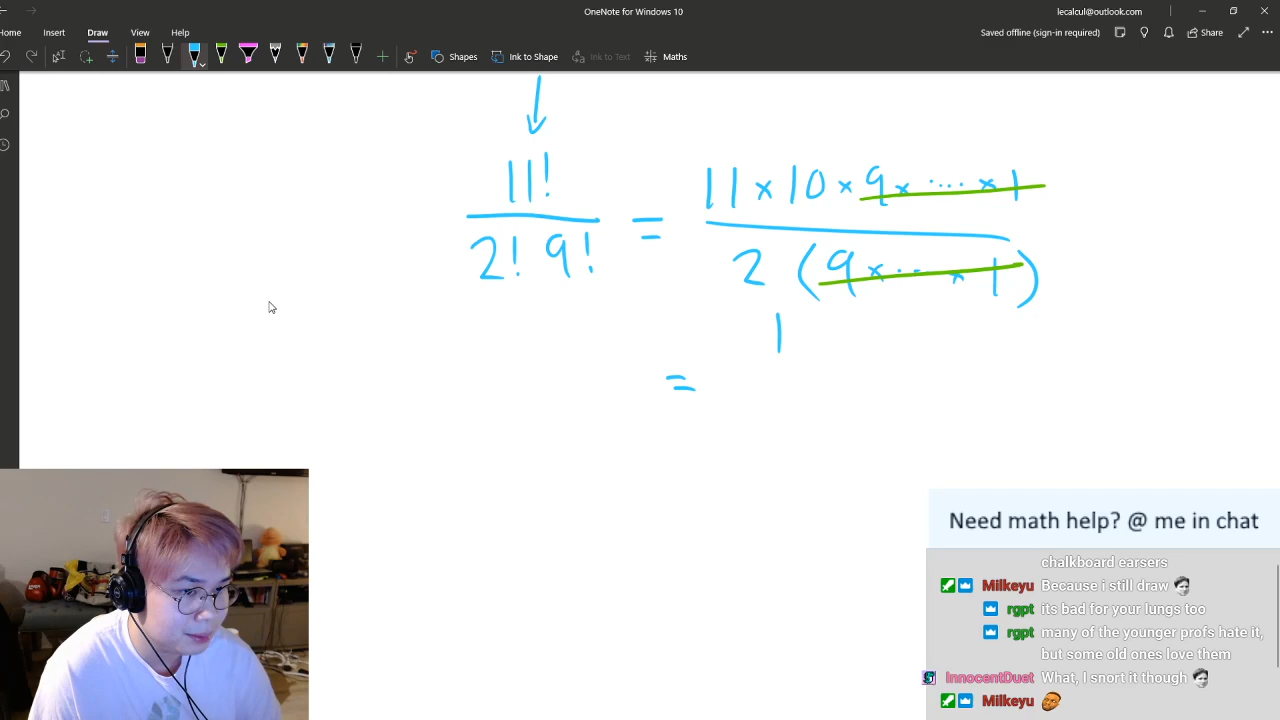 OneNote for Windows 10
lecalcul@outlook.com
Home Insert Draw View Help
Saved offline (sign-in required) Share
Shapes Ink to Shape Ink to Text Maths
11! / 2! 9! = 11 × 10 × 9 × ···· × 1 / 2 (9 × ·· × 1)
1
=
Need math help? @ me in chat
chalkboard earsers
Milkeyu Because i still draw
rgpt its bad for your lungs too
rgpt many of the younger profs hate it,
but some old ones love them
InnocentDuet What, I snort it though
Milkeyu